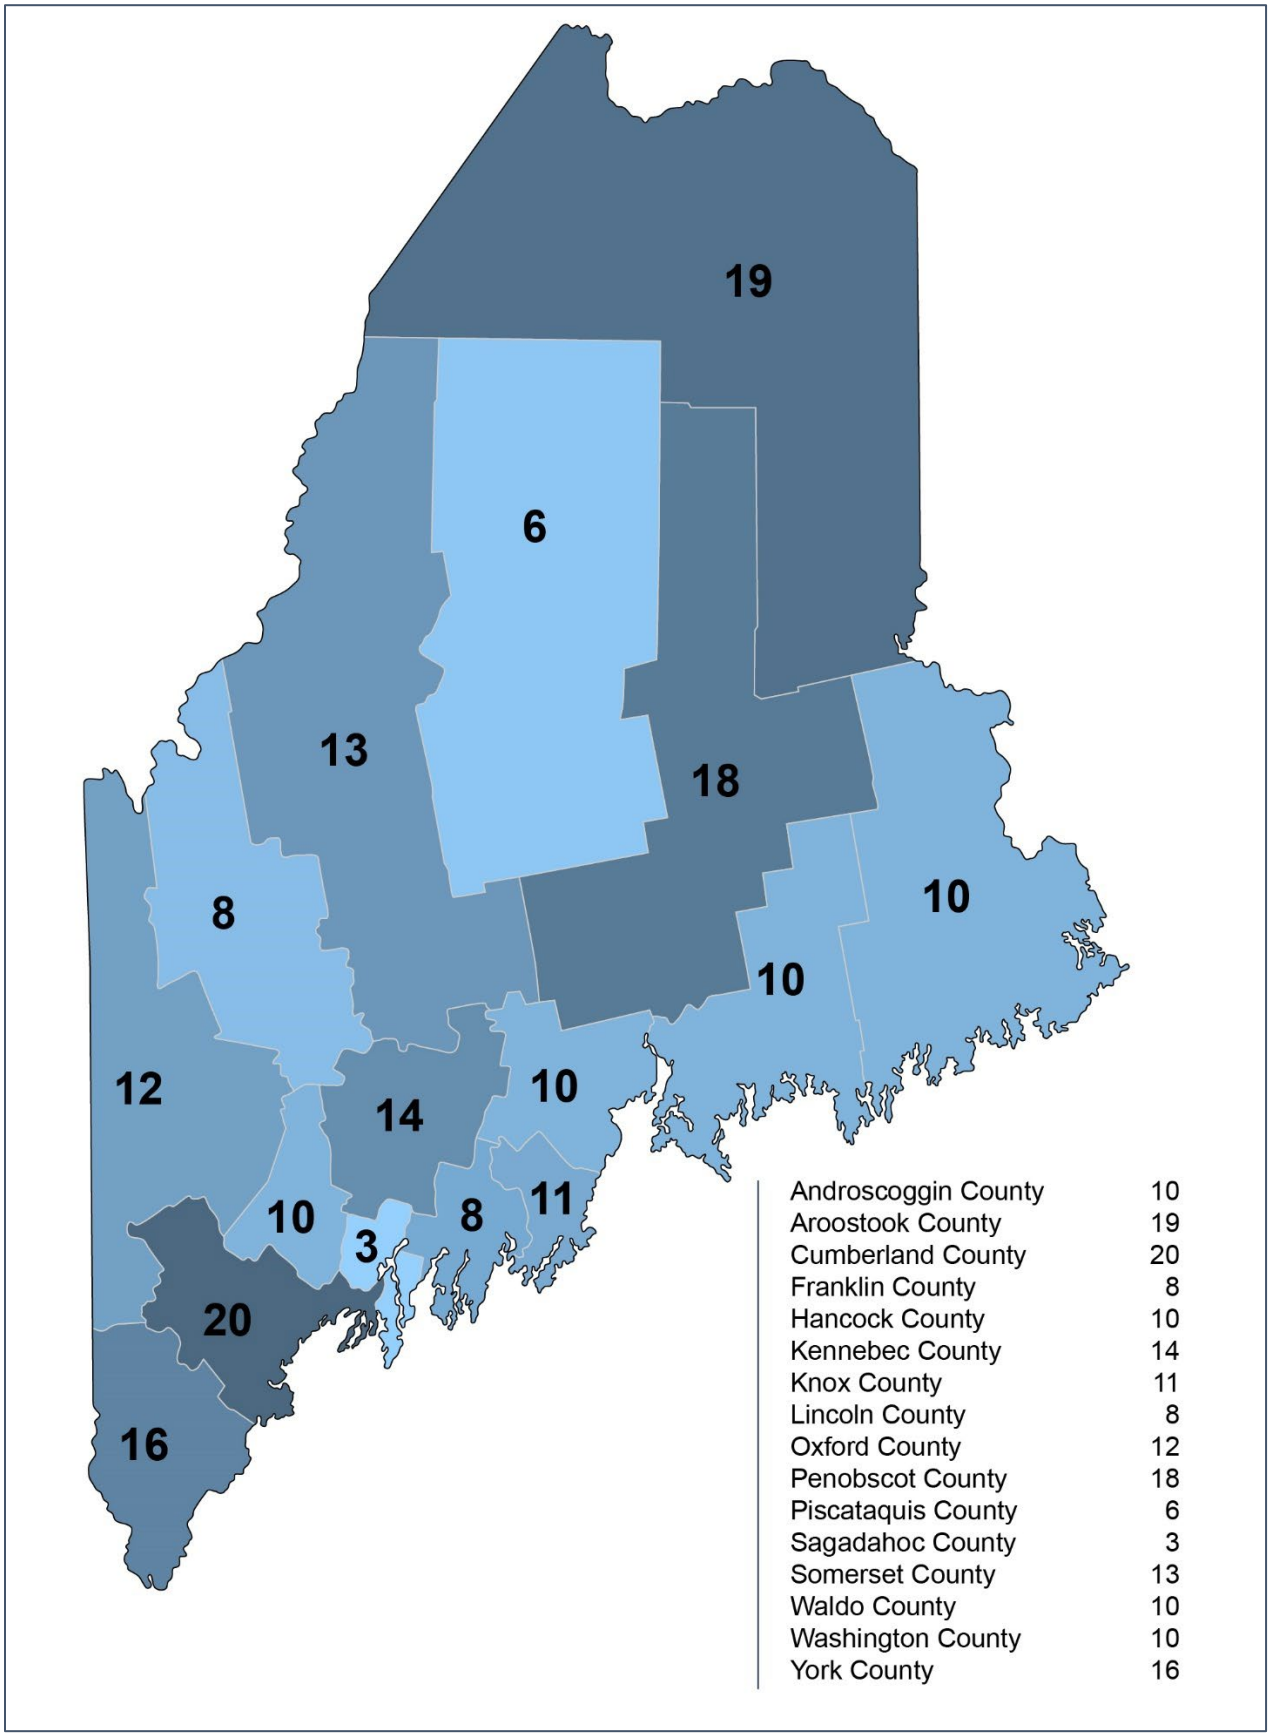 19
6
13
18
8
10
10
12
10
14
11
10
8
3
20
16
Androscoggin County 10
Aroostook County 19
Cumberland County 20
Franklin County 8
Hancock County 10
Kennebec County 14
Knox County 11
Lincoln County 8
Oxford County 12
Penobscot County 18
Piscataquis County 6
Sagadahoc County 3
Somerset County 13
Waldo County 10
Washington County 10
York County 16